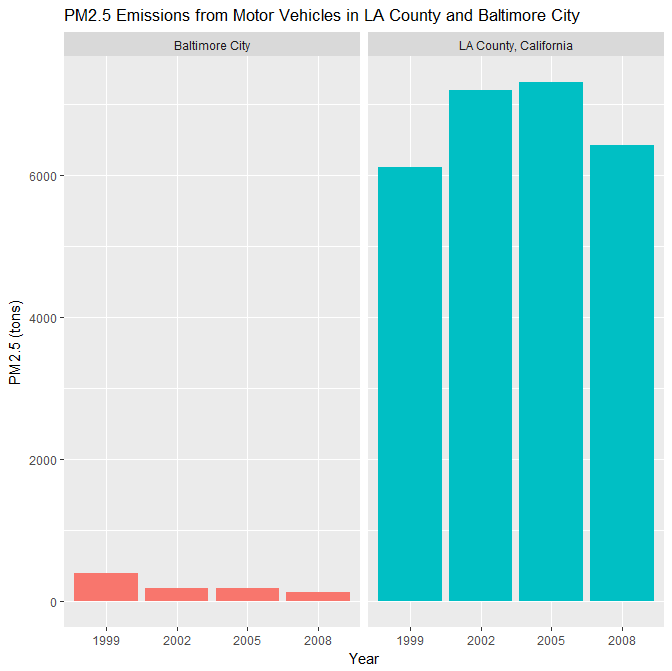 PM2.5 Emissions from Motor Vehicles in LA County and Baltimore City
Baltimore City
LA County, California
PM2.5 (tons)
6000
4000
2000
0
1999 2002 2005 2008
1999 2002 2005 2008
Year